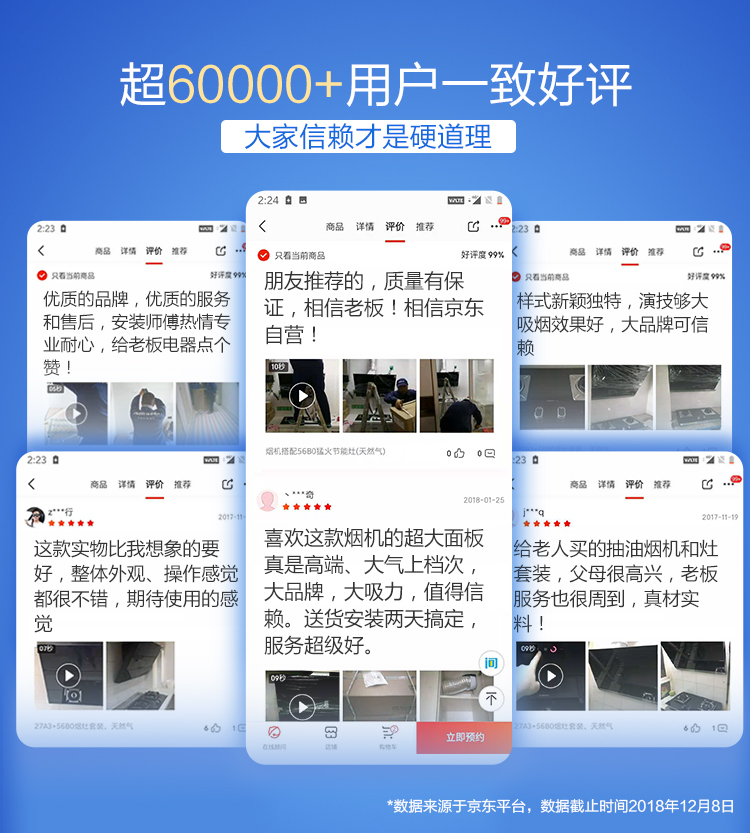 超60000+用户一致好评
大家信赖才是硬道理
2:23
商品 详情 评价 推荐
只看当前商品 好评度 99%
优质的品牌，优质的服务
和售后，安装师傅热情专
业耐心，给老板电器点个
赞！
05秒
2:24
商品 详情 评价 推荐 99+
只看当前商品 好评度 99%
朋友推荐的，质量有保
证，相信老板！相信京东
自营！
10秒
烟机搭配56B0猛火节能灶(天然气) 0 0
丶***奇
2018-01-25
喜欢这款烟机的超大面板
真是高端、大气上档次，
大品牌，大吸力，值得信
赖。送货安装两天搞定，
服务超级好。
09秒
问
在线顾问 店铺 购物车 立即预约
:23
商品 详情 评价 推荐
只看当前商品 好评度 99%
样式新颖独特，演技够大
吸烟效果好，大品牌可信
赖
2:23
商品 详情 评价 推荐
z***行
2017-11-
这款实物比我想象的要
好，整体外观、操作感觉
都很不错，期待使用的感
觉
07秒
27A3+56B0烟灶套装，天然气 6 1
:23
商品 详情 评价 推荐 99+
j***q
2017-11-19
给老人买的抽油烟机和灶
套装，父母很高兴，老板
服务也很周到，真材实
料！
09秒
27A3+56B0烟灶套装，天然气 6 1
*数据来源于京东平台，数据截止时间2018年12月8日